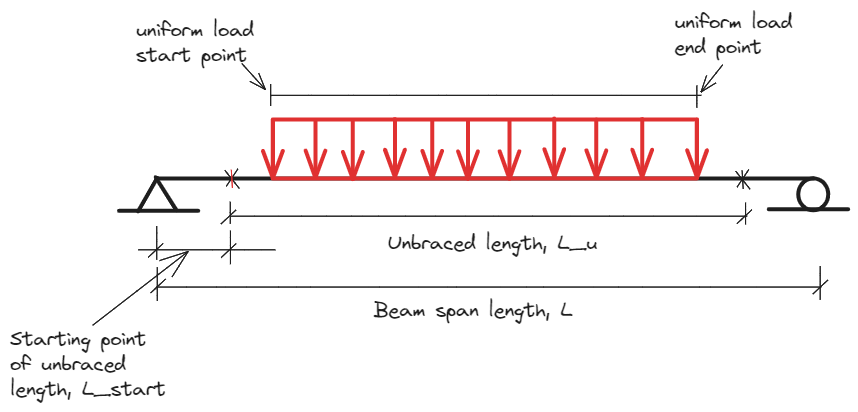 uniform load
start point
uniform load
end point
Unbraced length, L_u
Beam span length, L
Starting point
of unbraced
length, L_start